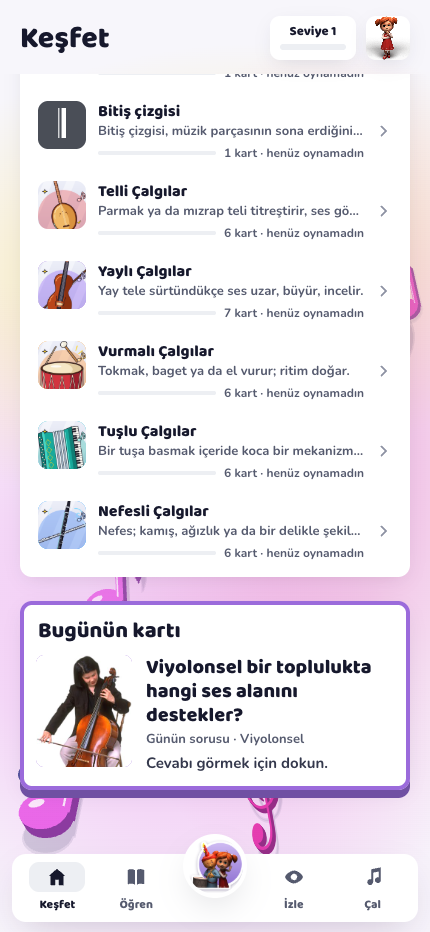 Keşfet
Seviye 1
1 kart · henüz oynamadın
Bitiş çizgisi
Bitiş çizgisi, müzik parçasının sona erdiğini...
1 kart · henüz oynamadın
Telli Çalgılar
Parmak ya da mızrap teli titreştirir, ses gö...
6 kart · henüz oynamadın
Yaylı Çalgılar
Yay tele sürtündükçe ses uzar, büyür, incelir.
7 kart · henüz oynamadın
Vurmalı Çalgılar
Tokmak, baget ya da el vurur; ritim doğar.
6 kart · henüz oynamadın
Tuşlu Çalgılar
Bir tuşa basmak içeride koca bir mekanizm...
6 kart · henüz oynamadın
Nefesli Çalgılar
Nefes; kamış, ağızlık ya da bir delikle şekil...
6 kart · henüz oynamadın
Bugünün kartı
Viyolonsel bir toplulukta
hangi ses alanını
destekler?
Günün sorusu · Viyolonsel
Cevabı görmek için dokun.
Keşfet
Öğren
İzle
Çal